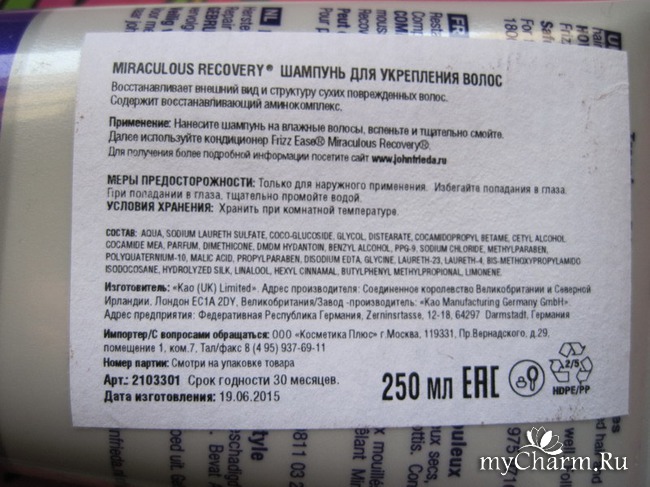 MIRACULOUS RECOVERY® ШАМПУНЬ ДЛЯ УКРЕПЛЕНИЯ ВОЛОС
Восстанавливает внешний вид и структуру сухих поврежденных волос.
Содержит восстанавливающий аминокомплекс.
Применение: Нанесите шампунь на влажные волосы, вспеньте и тщательно смойте.
Далее используйте кондиционер Frizz Ease® Miraculous Recovery®.
Для получения более подробной информации посетите сайт www.johnfrieda.ru
МЕРЫ ПРЕДОСТОРОЖНОСТИ: Только для наружного применения. Избегайте попадания в глаза.
При попадании в глаза, тщательно промойте водой.
УСЛОВИЯ ХРАНЕНИЯ: Хранить при комнатной температуре.
СОСТАВ: AQUA, SODIUM LAURETH SULFATE, COCO-GLUCOSIDE, GLYCOL, DISTEARATE, COCAMIDOPROPYL BETAME, CETYL ALCOHOL,
COCAMIDE MEA, PARFUM, DIMETHICONE, DMDM HYDANTOIN, BENZYL ALCOHOL, PPG-9, SODIUM CHLORIDE, METHYLPARABEN,
POLYQUATERNIUM-10, MALIC ACID, PROPYLPARABEN, DISODIUM EDTA, GLYCINE, LAURETH-23, LAURETH-4, BIS-METHOXYPROPYLAMIDO
ISODOCOSANE, HYDROLYZED SILK, LINALOOL, HEXYL CINNAMAL, BUTYLPHENYL METHYLPROPIONAL, LIMONENE.
Изготовитель: «Kao (UK) Limited». Адрес производителя: Соединенное королевство Великобритании и Северной
Ирландии. Лондон EC1A 2DY, Великобритания/Завод -производитель: «Kao Manufacturing Germany GmbH»
Адрес предприятия: Федеративная Республика Германия, 12-18, 64297 Darmstadt, Германия
Импортер/С вопросами обращаться: ООО «Косметика Плюс» г.Москва, 119331, Пр.Вернадского, д.29.
помещение 1, ком.7, Тал/факс 8 (4 95) 937-69-11
Номер партии: Смотри на упаковке товара
Арт.: 2103301 Срок годности 30 месяцев.
Дата изготовления: 19.06.2015
250 мл EAC
2/5
HDPE/PP
myCharm.Ru